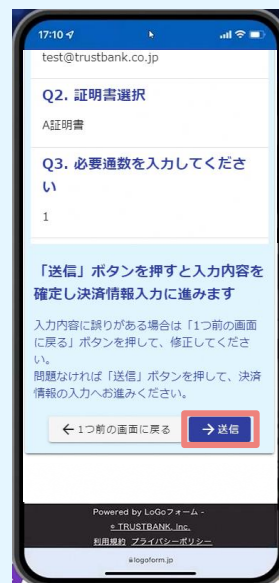 17:10
test@trustbank.co.jp
Q2. 証明書選択
A証明書
Q3. 必要通数を入力してくださ
い
1
「送信」ボタンを押すと入力内容を
確定し決済情報入力に進みます
入力内容に誤りがある場合は「1つ前の画面
に戻る」ボタンを押して、修正してくださ
い。
問題なければ「送信」ボタンを押して、決済
情報の入力へお進みください。
←1つ前の画面に戻る →送信
Powered by LoGoフォーム -
© TRUSTBANK, Inc.
利用規約 プライバシーポリシー
logoform.jp